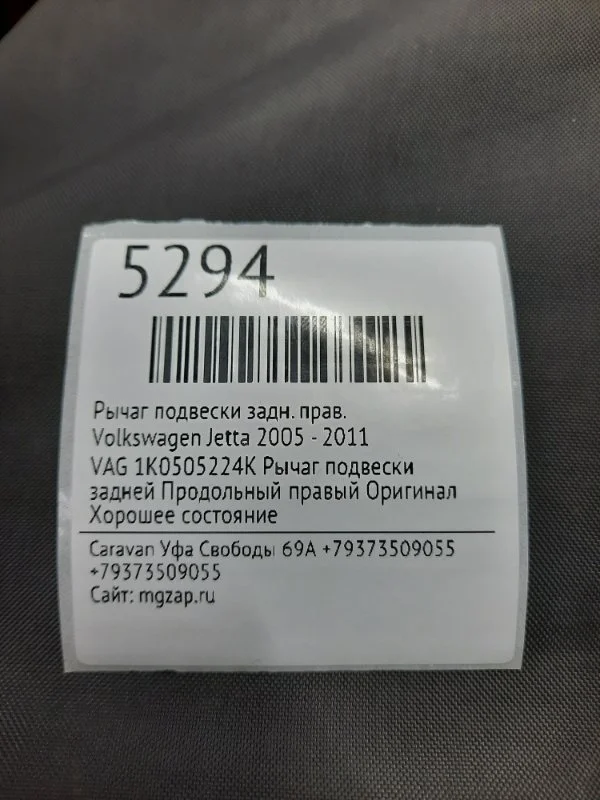 5294
Рычаг подвески задн. прав.
Volkswagen Jetta 2005 - 2011
VAG 1K0505224K Рычаг подвески
задней Продольный правый Оригинал
Хорошее состояние
Caravan Уфа Свободы 69А +79373509055
+79373509055
Сайт: mgzap.ru